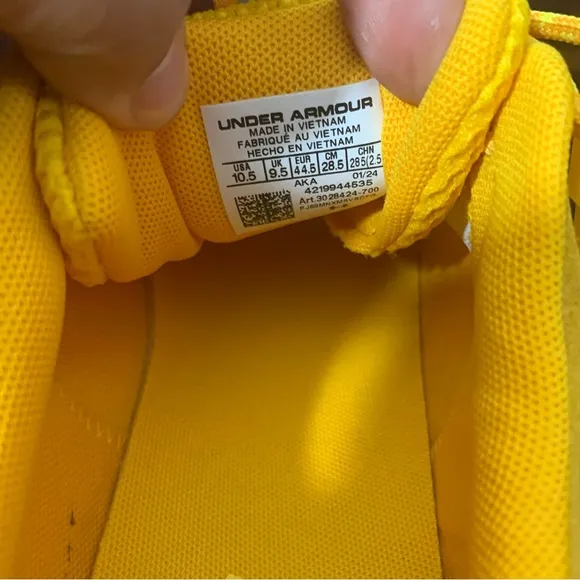 UNDER ARMOUR
MADE IN VIETNAM
FABRIQUÉ AU VIETNAM
HECHO EN VIETNAM
USA UK EUR CM CHN
10.5 9.5 44.5 28.5 285(2.5
AKA 01/24
4219944535
Art.3028424-700